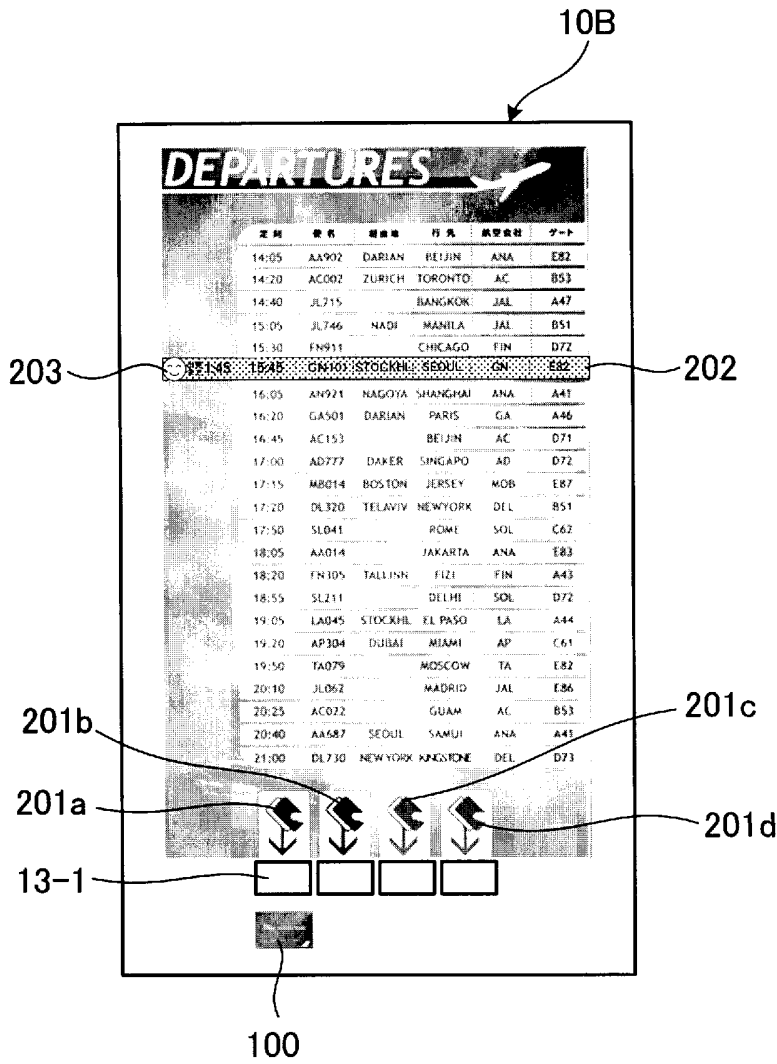 10B
DEPARTURES
定刻 便名 経由地 行先 航空会社 ゲート
14:05 AA902 DARIAN BEIJIN ANA E82
14:20 AC002 ZURICH TORONTO AC B53
14:40 JL715 BANGKOK JAL A47
15:05 JL746 NADI MANILA JAL B51
15:30 FN911 CHICAGO FIN D72
203 1:45 15:45 GN101 STOCKHL SEOUL GN E82 202
16:05 AN921 NAGOYA SHANGHAI ANA A41
16:20 GA501 DARIAN PARIS GA A46
16:45 AC153 BEIJIN AC D71
17:00 AD777 DAKER SINGAPO AD D72
17:15 MB014 BOSTON JERSEY MOB E87
17:20 DL320 TELAVIV NEWYORK DEL B51
17:50 SL041 ROME SOL C62
18:05 AA014 JAKARTA ANA E83
18:20 FN305 TALLINN FIZI FIN A43
18:55 SL211 DELHI SOL D72
19:05 LA045 STOCKHL EL PASO LA A44
19:20 AP304 DUBAI MIAMI AP C61
19:50 TA079 MOSCOW TA E82
20:10 JL062 MADRID JAL E86
20:25 AC022 GUAM AC B53
20:40 AA687 SEOUL SAMUI ANA A41
21:00 DL730 NEWYORK KINGSTONE DEL D73
201b 201c
201a 201d
13-1
100